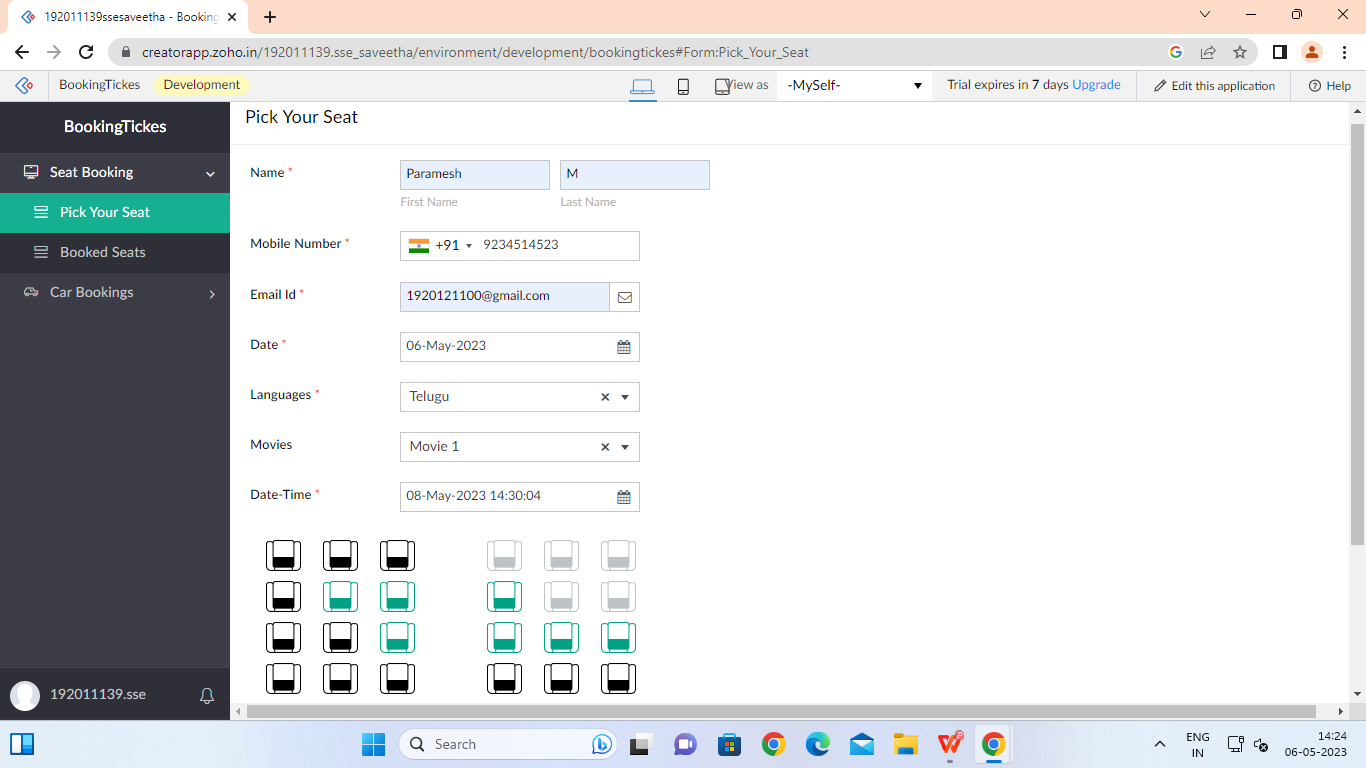 192011139ssesaveetha - Booking
creatorapp.zoho.in/192011139.sse_saveetha/environment/development/bookingtickes#Form:Pick_Your_Seat
BookingTickes Development View as -MySelf- Trial expires in 7 days Upgrade Edit this application Help
BookingTickes
Seat Booking
Pick Your Seat
Booked Seats
Car Bookings
192011139.sse
Pick Your Seat
Name * Paramesh M
First Name Last Name
Mobile Number * +91 9234514523
Email Id * 1920121100@gmail.com
Date * 06-May-2023
Languages * Telugu
Movies Movie 1
Date-Time * 08-May-2023 14:30:04
Search
ENG
IN
14:24
06-05-2023